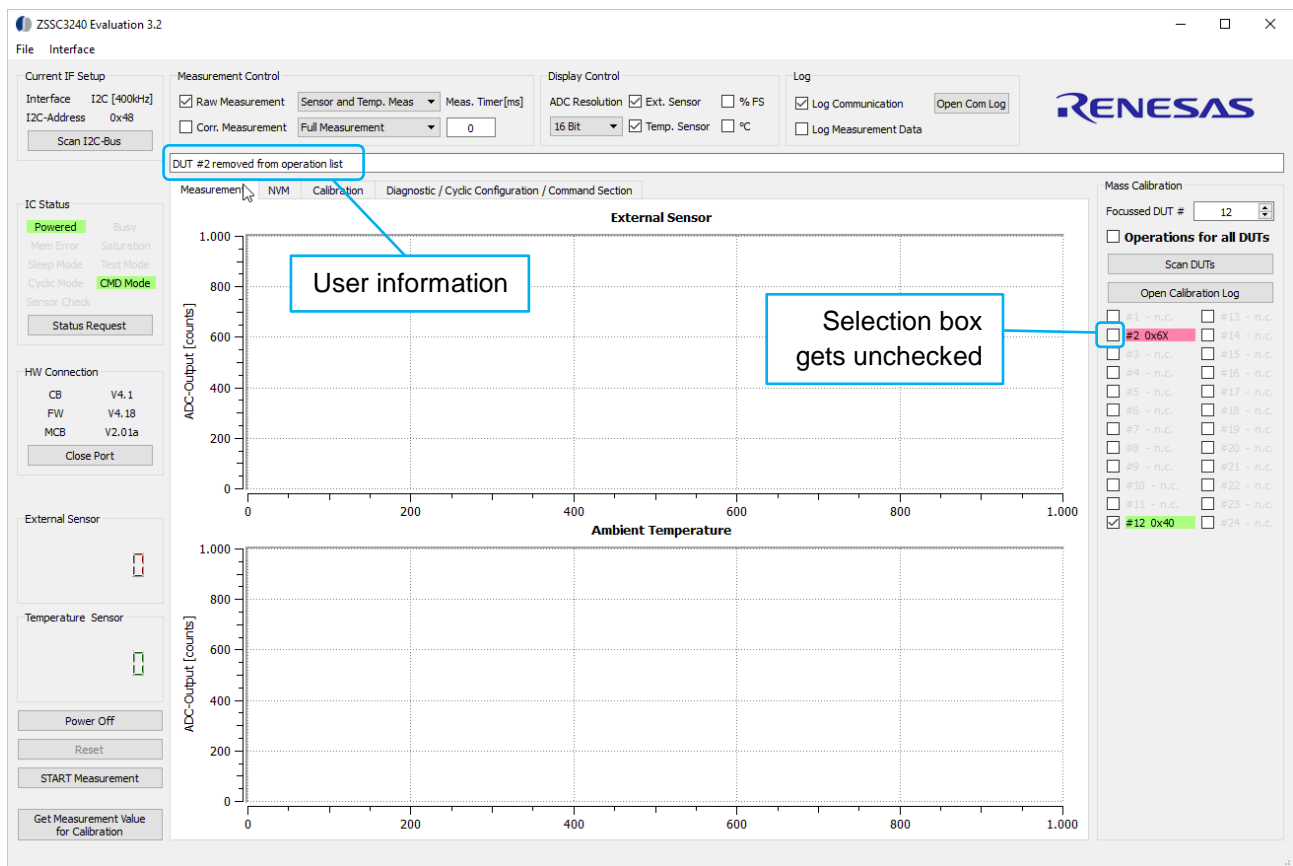 ZSSC3240 Evaluation 3.2
File Interface
Current IF Setup
Interface I2C [400kHz]
I2C-Address 0x48
Scan I2C-Bus
Measurement Control
Raw Measurement Sensor and Temp. Meas Meas. Timer[ms]
Corr. Measurement Full Measurement 0
Display Control
ADC Resolution Ext. Sensor % FS
16 Bit Temp. Sensor °C
Log
Log Communication Open Com Log
Log Measurement Data
RENESAS
DUT #2 removed from operation list
IC Status
Powered Busy
Mem Error Saturation
Sleep Mode Test Mode
Cyclic Mode CMD Mode
Sensor Check
Status Request
HW Connection
CB V4.1
FW V4.18
MCB V2.01a
Close Port
External Sensor
0
Temperature Sensor
0
Power Off
Reset
START Measurement
Get Measurement Value
for Calibration
Measurement NVM Calibration Diagnostic / Cyclic Configuration / Command Section
External Sensor
ADC-Output [counts]
1.000
800
600
400
200
0
0 200 400 600 800 1.000
User information
Selection box
gets unchecked
Ambient Temperature
ADC-Output [counts]
1.000
800
600
400
200
0
0 200 400 600 800 1.000
Mass Calibration
Focussed DUT # 12
Operations for all DUTs
Scan DUTs
Open Calibration Log
#1 - n.c. #13 - n.c.
#2 0x6X #14 - n.c.
#3 - n.c. #15 - n.c.
#4 - n.c. #16 - n.c.
#5 - n.c. #17 - n.c.
#6 - n.c. #18 - n.c.
#7 - n.c. #19 - n.c.
#8 - n.c. #20 - n.c.
#9 - n.c. #21 - n.c.
#10 - n.c. #22 - n.c.
#11 - n.c. #23 - n.c.
#12 0x40 #24 - n.c.